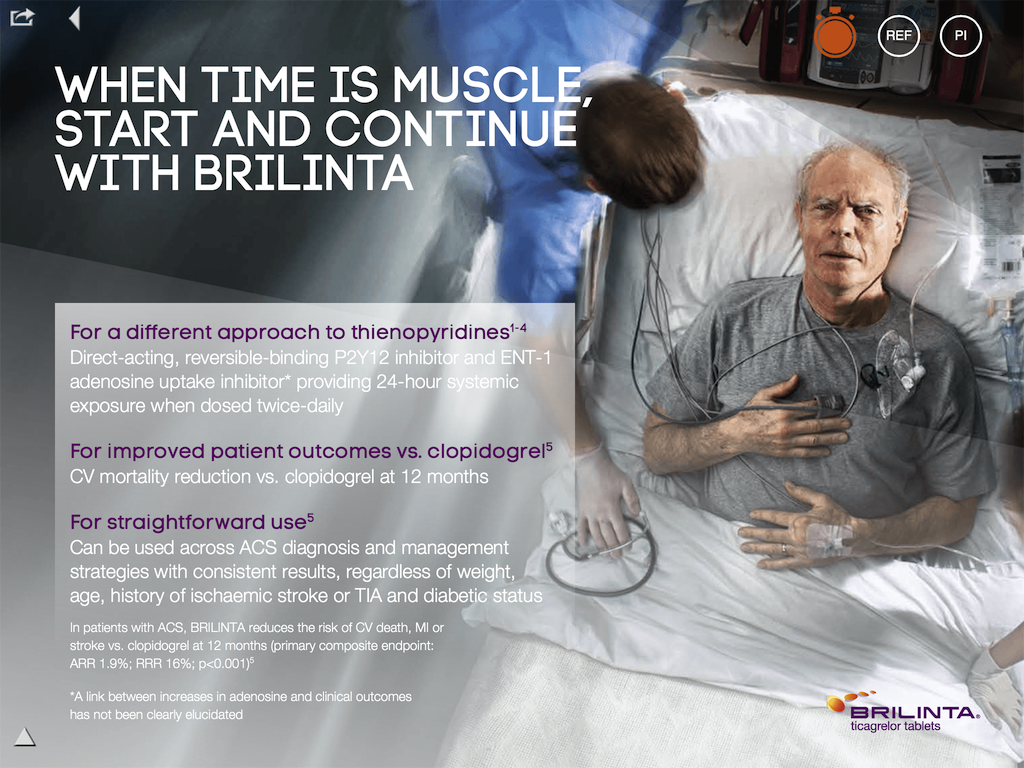 REF
PI
WHEN TIME IS MUSCLE,
START AND CONTINUE
WITH BRILINTA
For a different approach to thienopyridines¹⁻⁴
Direct-acting, reversible-binding P2Y12 inhibitor and ENT-1
adenosine uptake inhibitor* providing 24-hour systemic
exposure when dosed twice-daily
For improved patient outcomes vs. clopidogrel⁵
CV mortality reduction vs. clopidogrel at 12 months
For straightforward use⁵
Can be used across ACS diagnosis and management
strategies with consistent results, regardless of weight,
age, history of ischaemic stroke or TIA and diabetic status
In patients with ACS, BRILINTA reduces the risk of CV death, MI or
stroke vs. clopidogrel at 12 months (primary composite endpoint:
ARR 1.9%; RRR 16%; p<0.001)⁵
*A link between increases in adenosine and clinical outcomes
has not been clearly elucidated
BRILINTA®
ticagrelor tablets